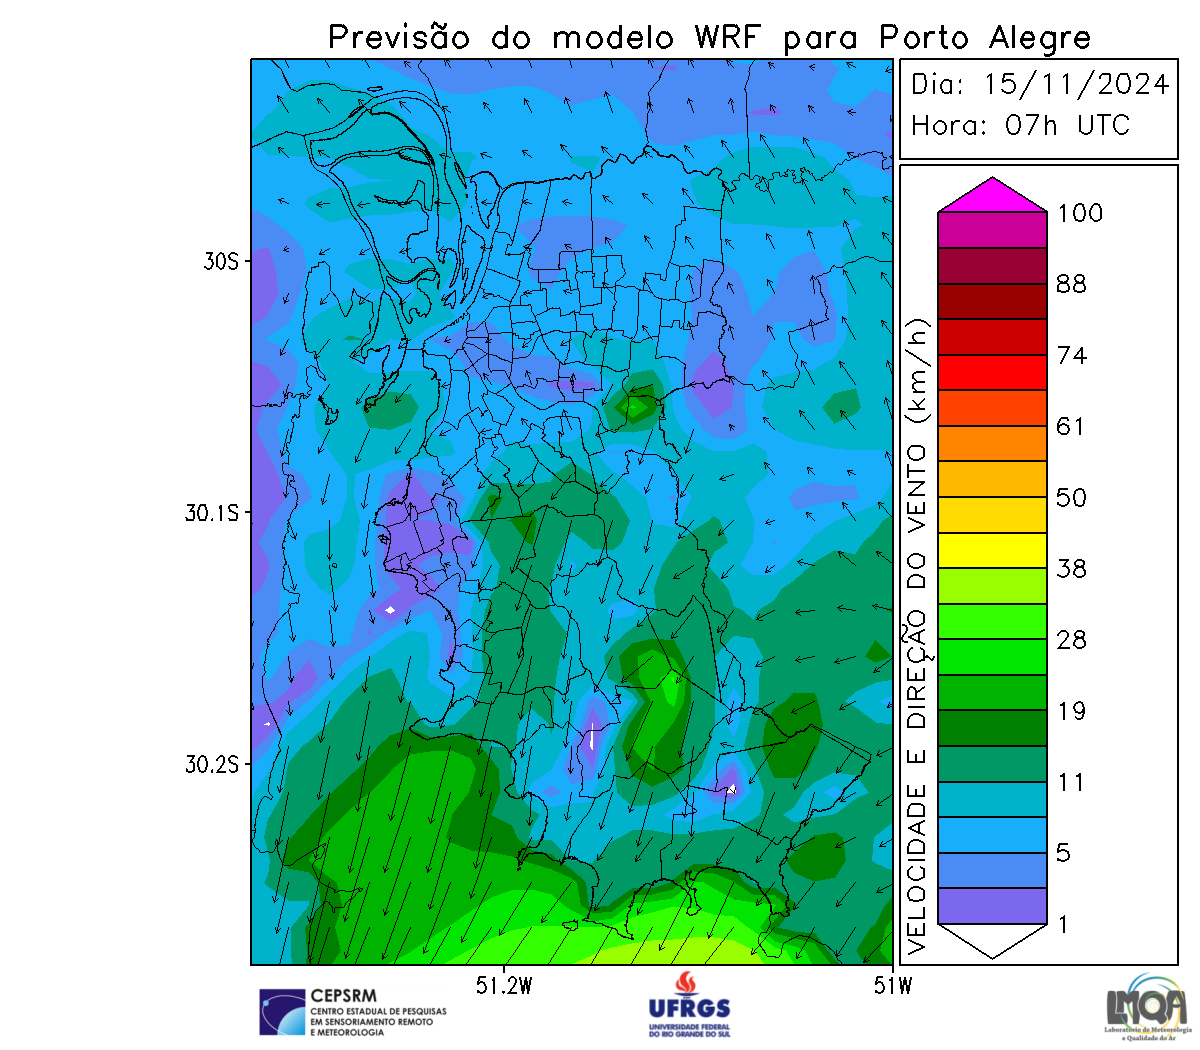 Previsão do modelo WRF para Porto Alegre
Dia: 15/11/2024
Hora: 07h UTC
30S
30.1S
30.2S
51.2W
51W
VELOCIDADE E DIREÇÃO DO VENTO (km/h)
100
88
74
61
50
38
28
19
11
5
1
CEPSRM
CENTRO ESTADUAL DE PESQUISAS
EM SENSORIAMENTO REMOTO
E METEOROLOGIA
UFRGS
UNIVERSIDADE FEDERAL
DO RIO GRANDE DO SUL
LMQA
Laboratório de Meteorologia
e Qualidade do Ar